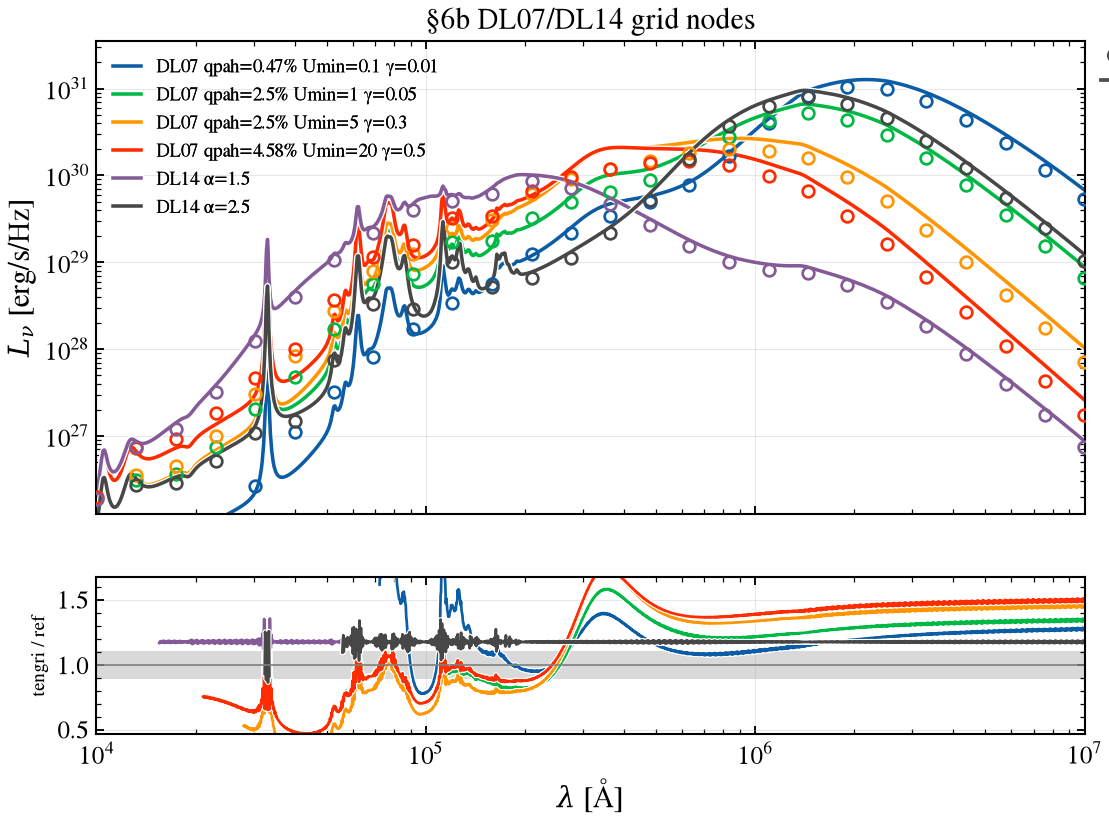 §6b DL07/DL14 grid nodes
DL07 qpah=0.47% Umin=0.1 γ=0.01
DL07 qpah=2.5% Umin=1 γ=0.05
DL07 qpah=2.5% Umin=5 γ=0.3
DL07 qpah=4.58% Umin=20 γ=0.5
DL14 α=1.5
DL14 α=2.5
L_ν [erg/s/Hz]
10^31
10^30
10^29
10^28
10^27
tengri / ref
1.5
1.0
0.5
10^4
10^5
10^6
10^7
λ [Å]